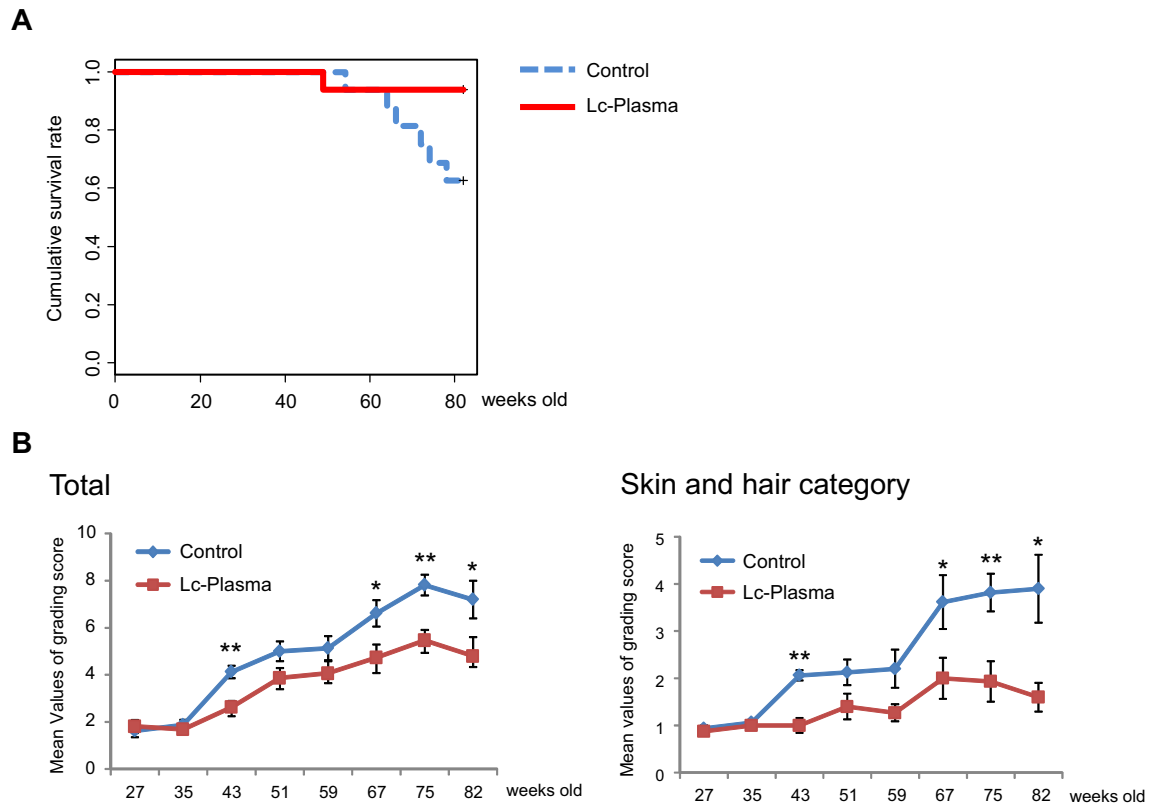 A
Cumulative survival rate
1.0
0.8
0.6
0.4
0.2
0.0
0 20 40 60 80 weeks old
Control
Lc-Plasma
B
Total
Mean Values of grading score
10
8
6
4
2
0
Control
Lc-Plasma
**
*
**
*
27 35 43 51 59 67 75 82 weeks old
Skin and hair category
Mean values of grading score
5
4
3
2
1
0
Control
Lc-Plasma
**
*
**
*
27 35 43 51 59 67 75 82 weeks old